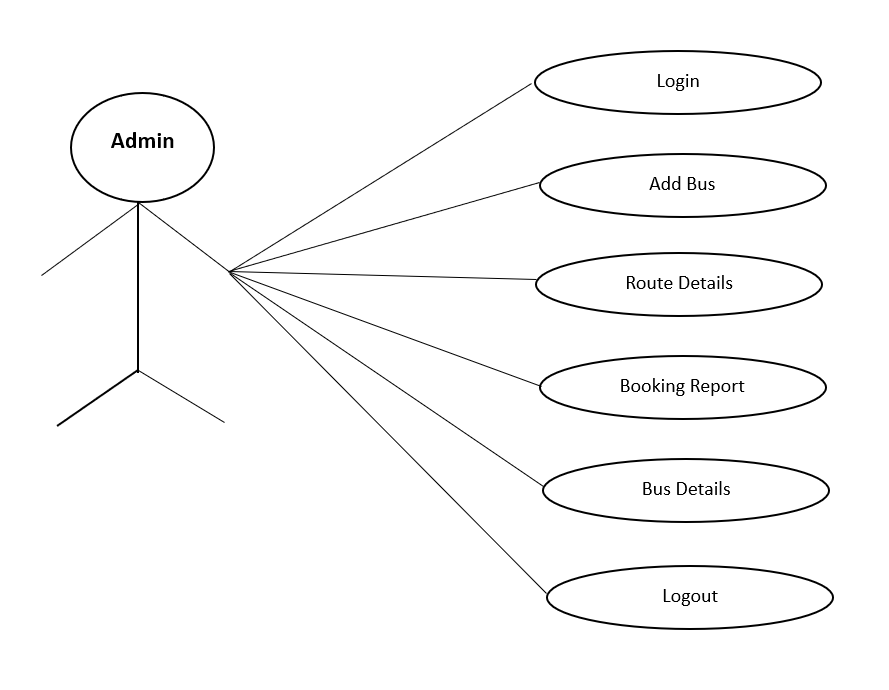 Admin
Login
Add Bus
Route Details
Booking Report
Bus Details
Logout